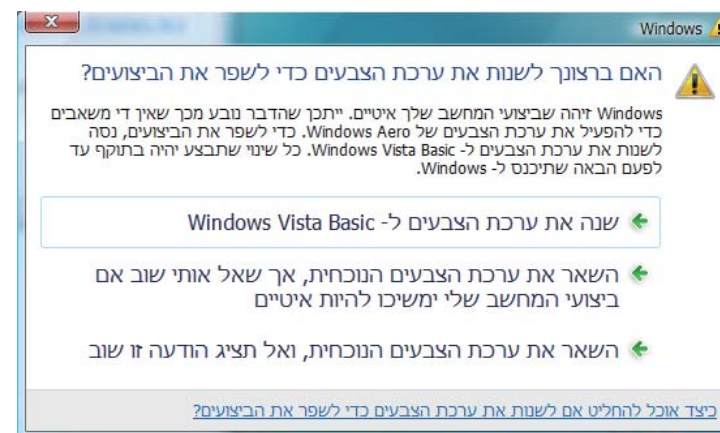 Windows
האם ברצונך לשנות את ערכת הצבעים כדי לשפר את הביצועים?
Windows זיהה שביצועי המחשב שלך איטיים. ייתכן שהדבר נובע מכך שאין די משאבים
כדי להפעיל את ערכת הצבעים של Windows Aero. כדי לשפר את הביצועים, נסה
לשנות את ערכת הצבעים ל- Windows Vista Basic. כל שינוי שתבצע יהיה בתוקף עד
לפעם הבאה שתיכנס ל- Windows.
שנה את ערכת הצבעים ל- Windows Vista Basic
השאר את ערכת הצבעים הנוכחית, אך שאל אותי שוב אם
ביצועי המחשב שלי ימשיכו להיות איטיים
השאר את ערכת הצבעים הנוכחית, ואל תציג הודעה זו שוב
כיצד אוכל להחליט אם לשנות את ערכת הצבעים כדי לשפר את הביצועים?